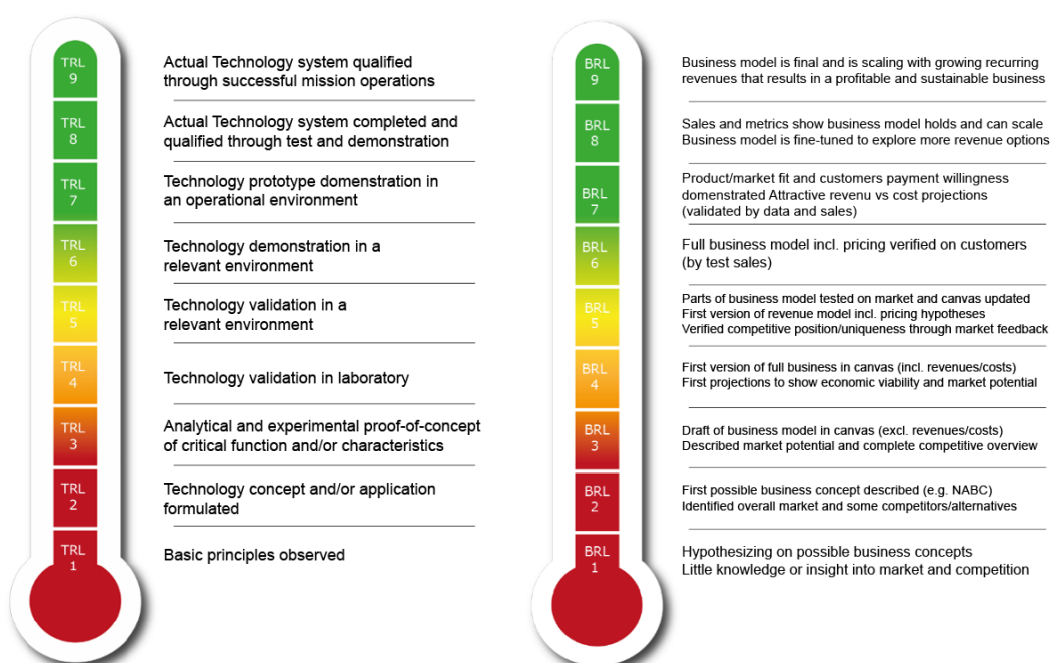 TRL
9
Actual Technology system qualified
through successful mission operations
TRL
8
Actual Technology system completed and
qualified through test and demonstration
TRL
7
Technology prototype domenstration in
an operational environment
TRL
6
Technology demonstration in a
relevant environment
TRL
5
Technology validation in a
relevant environment
TRL
4
Technology validation in laboratory
TRL
3
Analytical and experimental proof-of-concept
of critical function and/or characteristics
TRL
2
Technology concept and/or application
formulated
TRL
1
Basic principles observed
BRL
9
Business model is final and is scaling with growing recurring
revenues that results in a profitable and sustainable business
BRL
8
Sales and metrics show business model holds and can scale
Business model is fine-tuned to explore more revenue options
BRL
7
Product/market fit and customers payment willingness
domenstrated Attractive revenu vs cost projections
(validated by data and sales)
BRL
6
Full business model incl. pricing verified on customers
(by test sales)
BRL
5
Parts of business model tested on market and canvas updated
First version of revenue model incl. pricing hypotheses
Verified competitive position/uniqueness through market feedback
BRL
4
First version of full business in canvas (incl. revenues/costs)
First projections to show economic viability and market potential
BRL
3
Draft of business model in canvas (excl. revenues/costs)
Described market potential and complete competitive overview
BRL
2
First possible business concept described (e.g. NABC)
Identified overall market and some competitors/alternatives
BRL
1
Hypothesizing on possible business concepts
Little knowledge or insight into market and competition